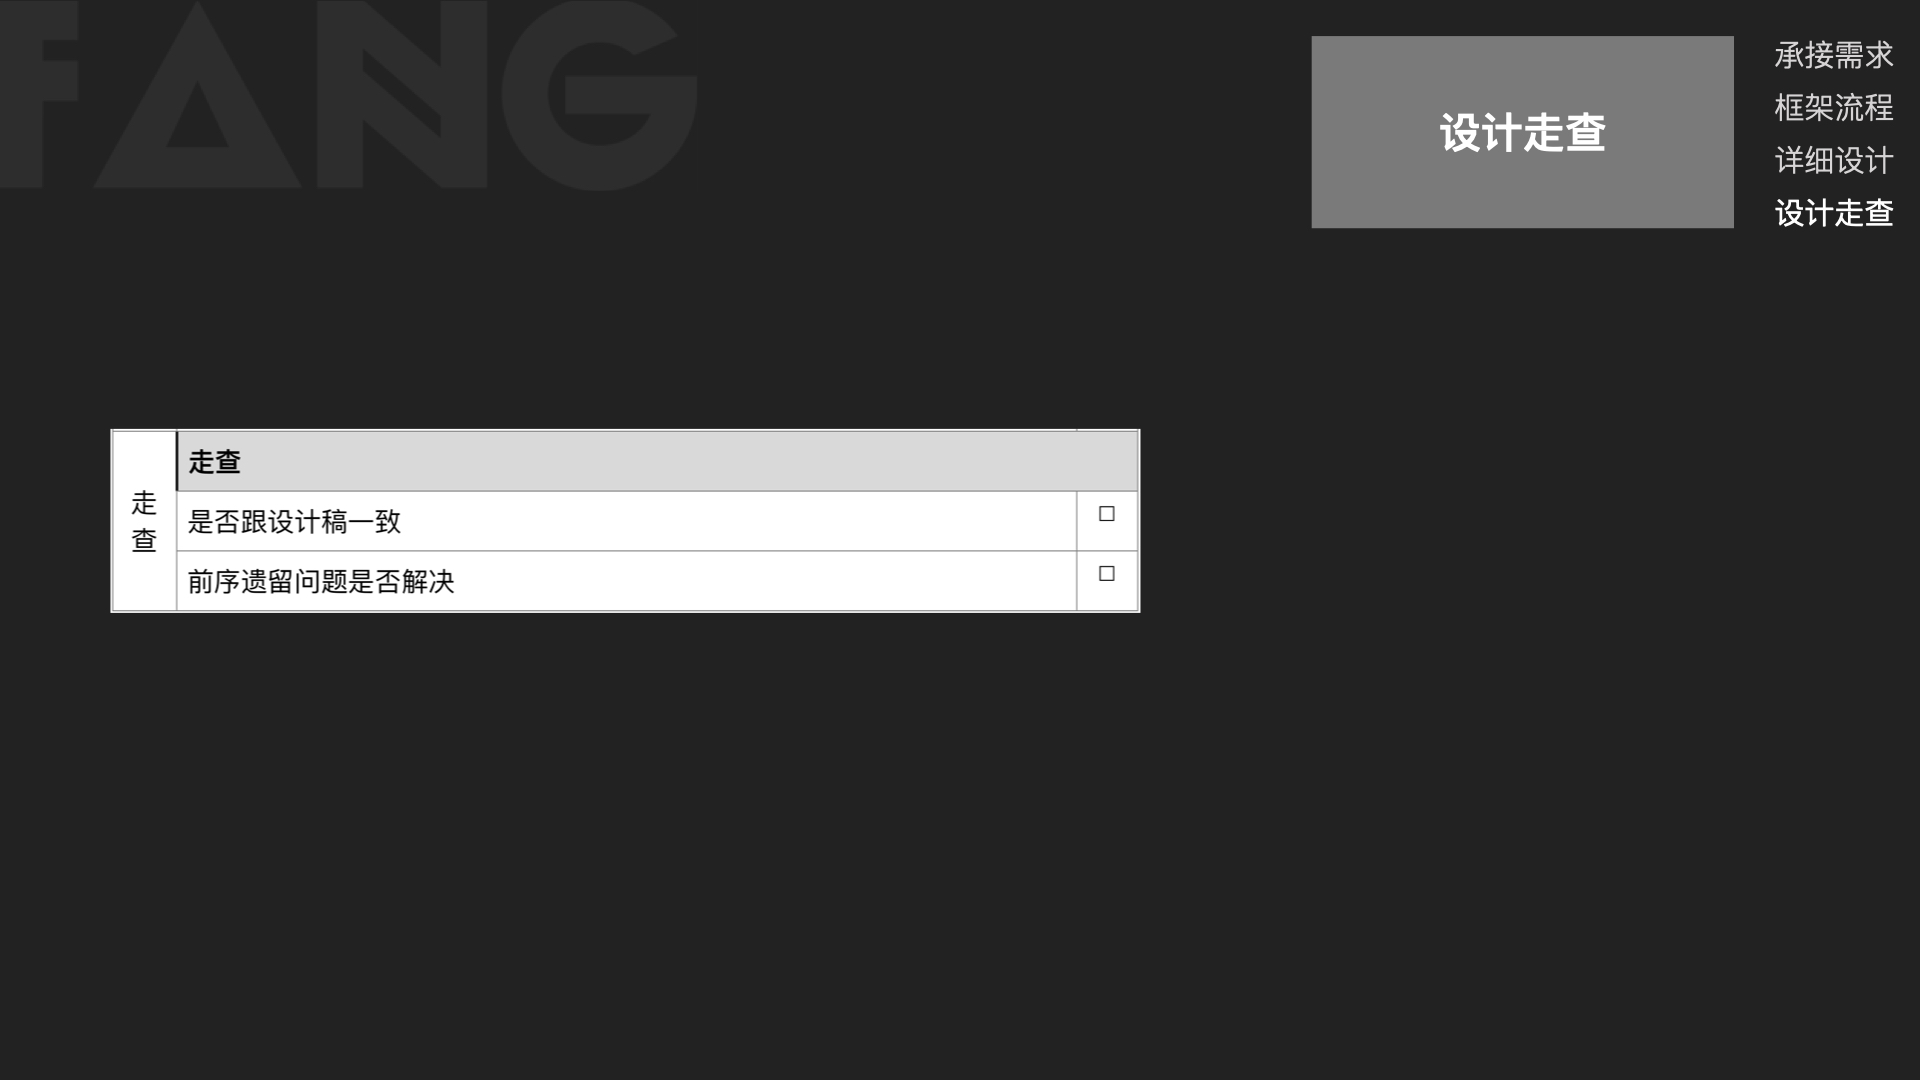 FANG
设计走查
承接需求
框架流程
详细设计
设计走查
走查
走查
是否跟设计稿一致 □
前序遗留问题是否解决 □